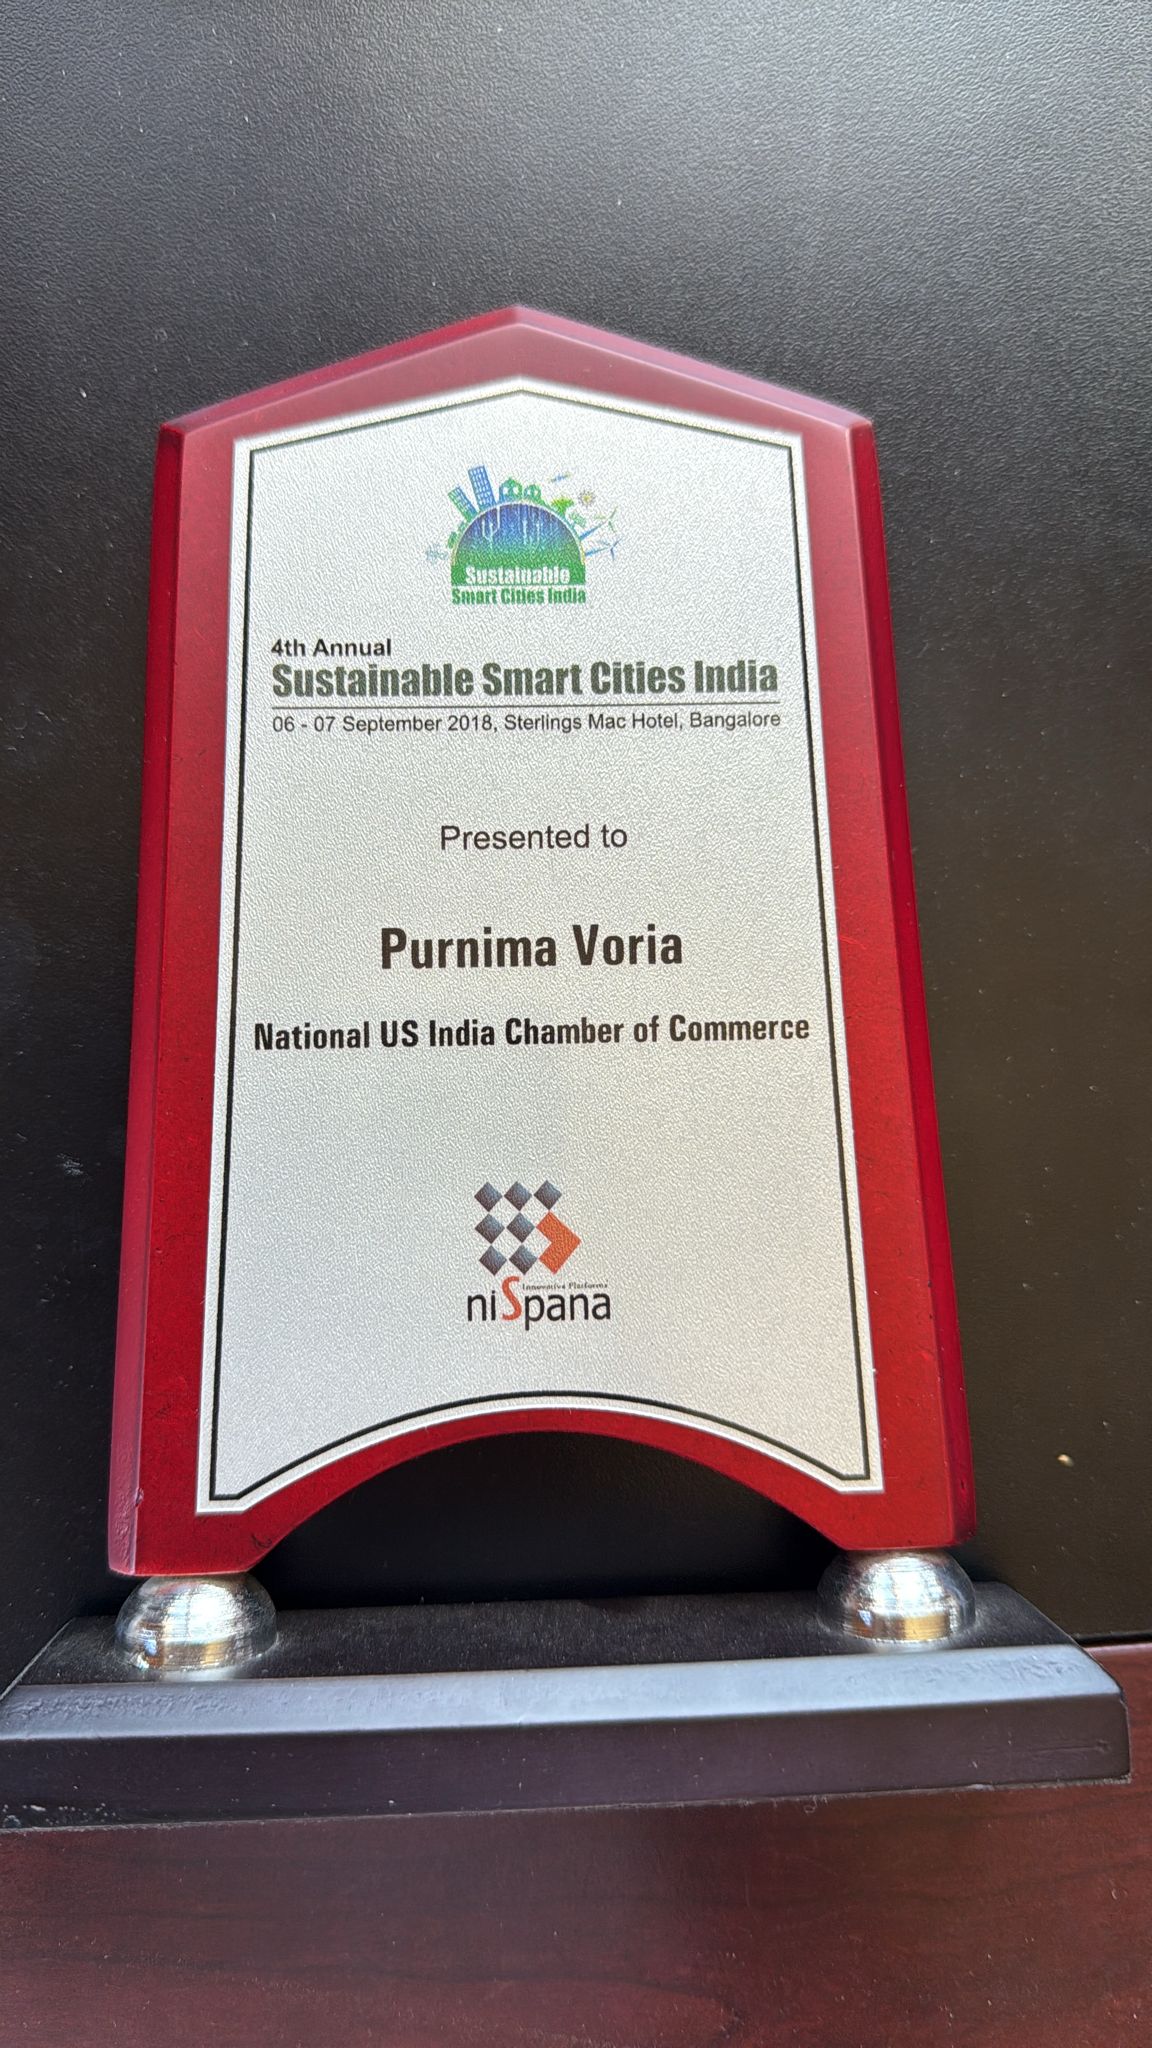 Sustainable
Smart Cities India
4th Annual
Sustainable Smart Cities India
06 - 07 September 2018, Sterlings Mac Hotel, Bangalore
Presented to
Purnima Voria
National US India Chamber of Commerce
Innovative Platforms
niSpana